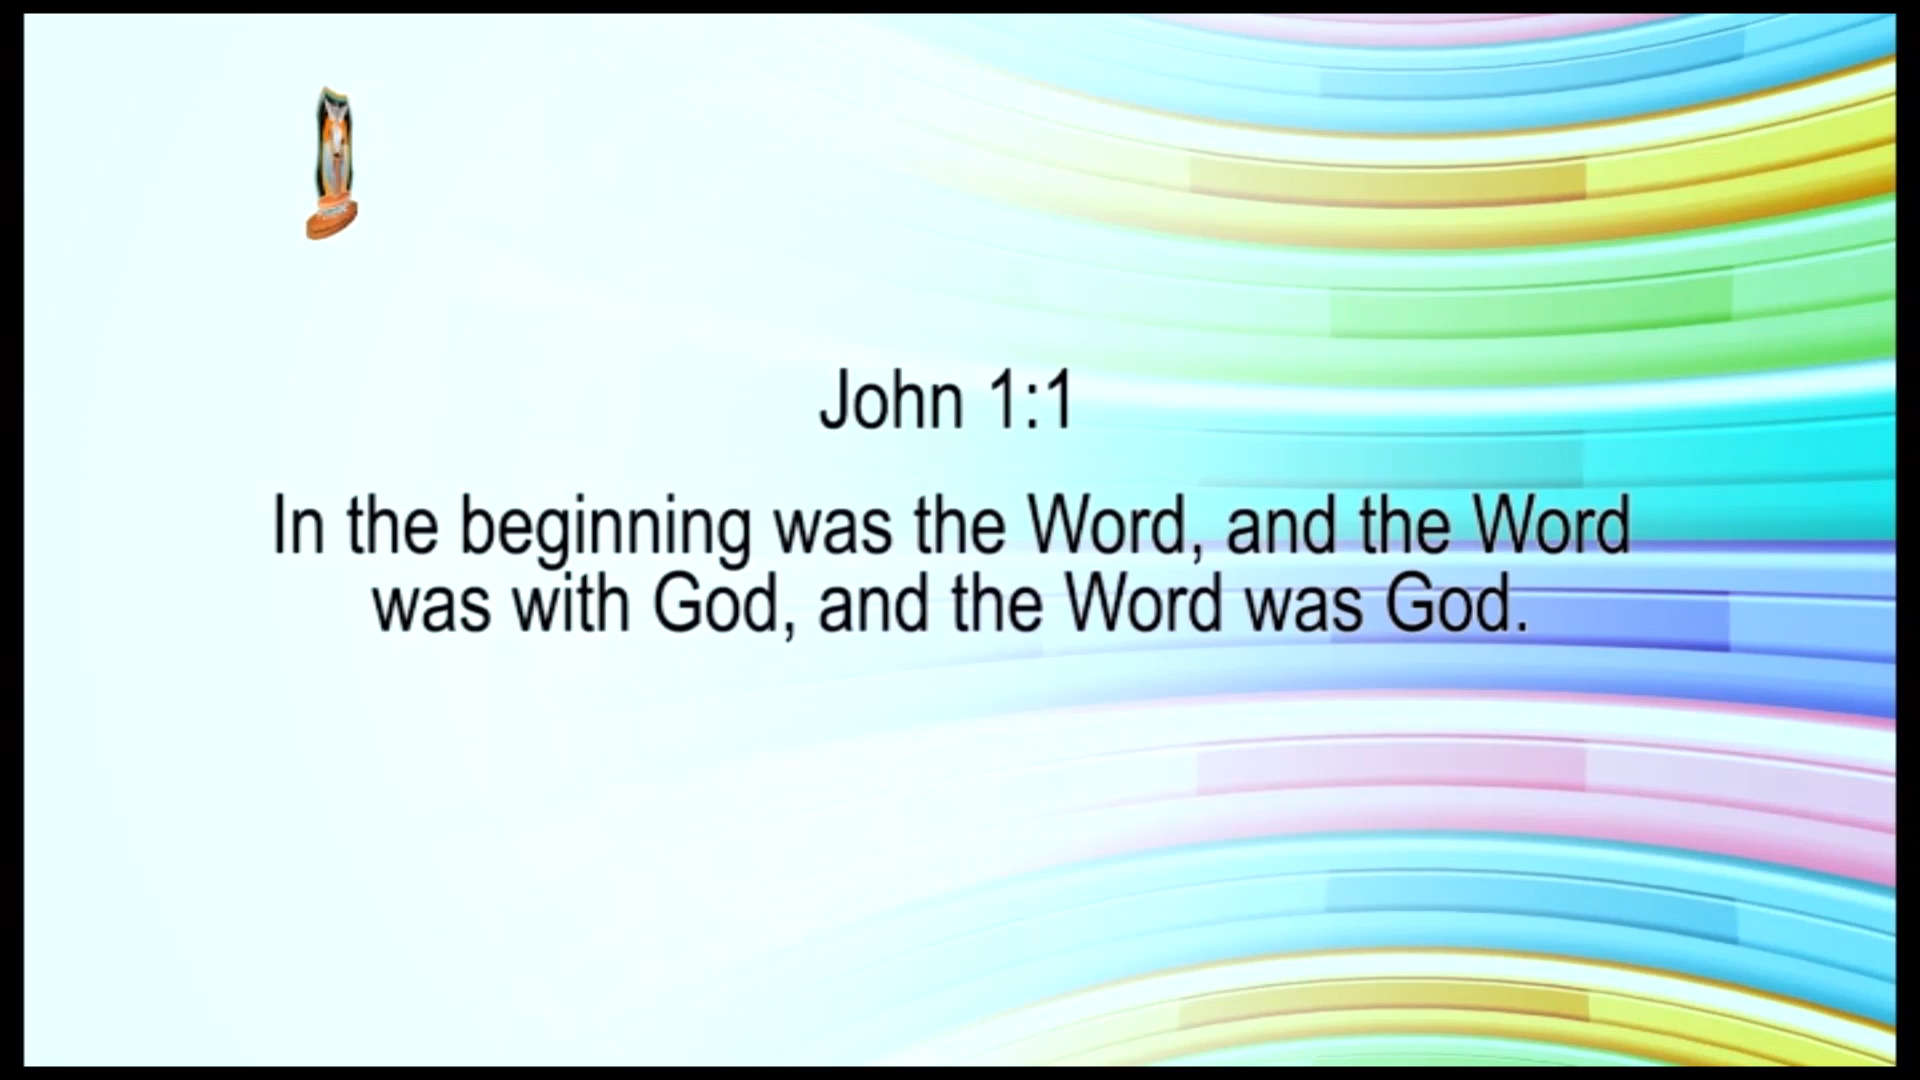 John 1:1
In the beginning was the Word, and the Word
was with God, and the Word was God.